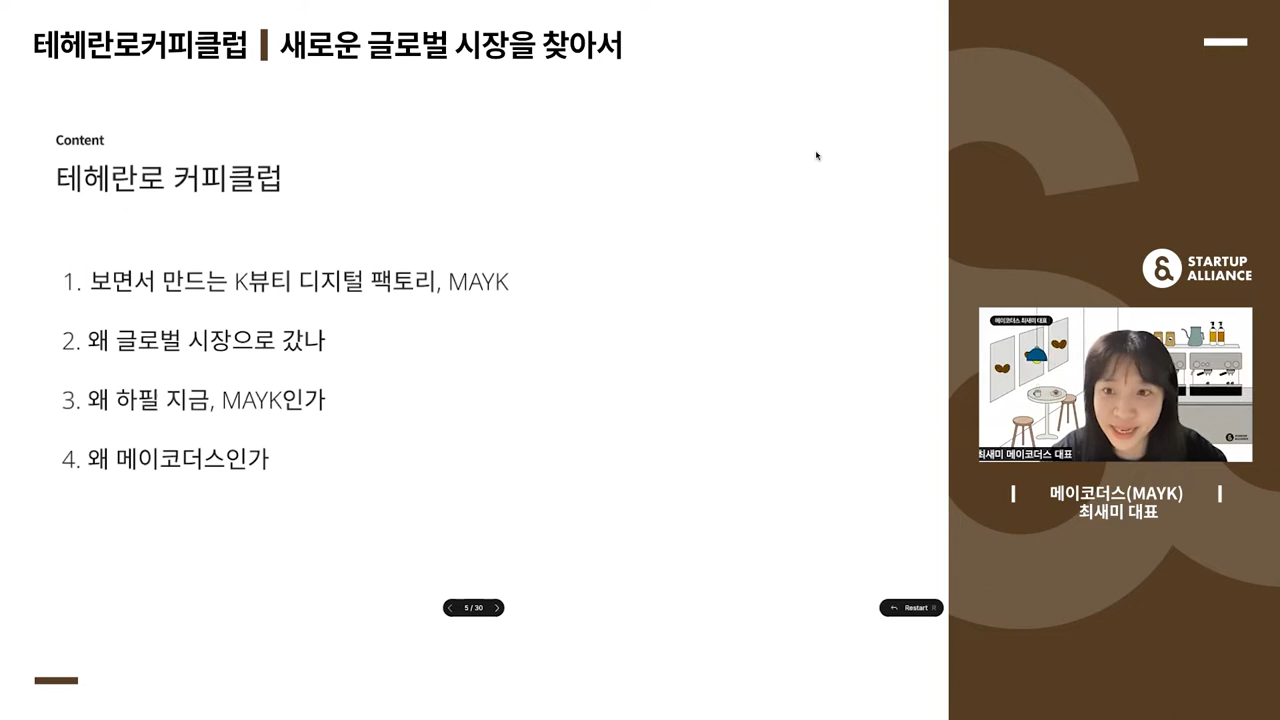 테헤란로커피클럽 | 새로운 글로벌 시장을 찾아서
Content
테헤란로 커피클럽
1. 보면서 만드는 K뷰티 디지털 팩토리, MAYK
2. 왜 글로벌 시장으로 갔나
3. 왜 하필 지금, MAYK인가
4. 왜 메이코더스인가
5 / 30
Restart R
STARTUP
ALLIANCE
메이코더스 최새미 대표
STARTUP
ALLIANCE
최새미 메이코더스 대표
메이코더스(MAYK)
최새미 대표